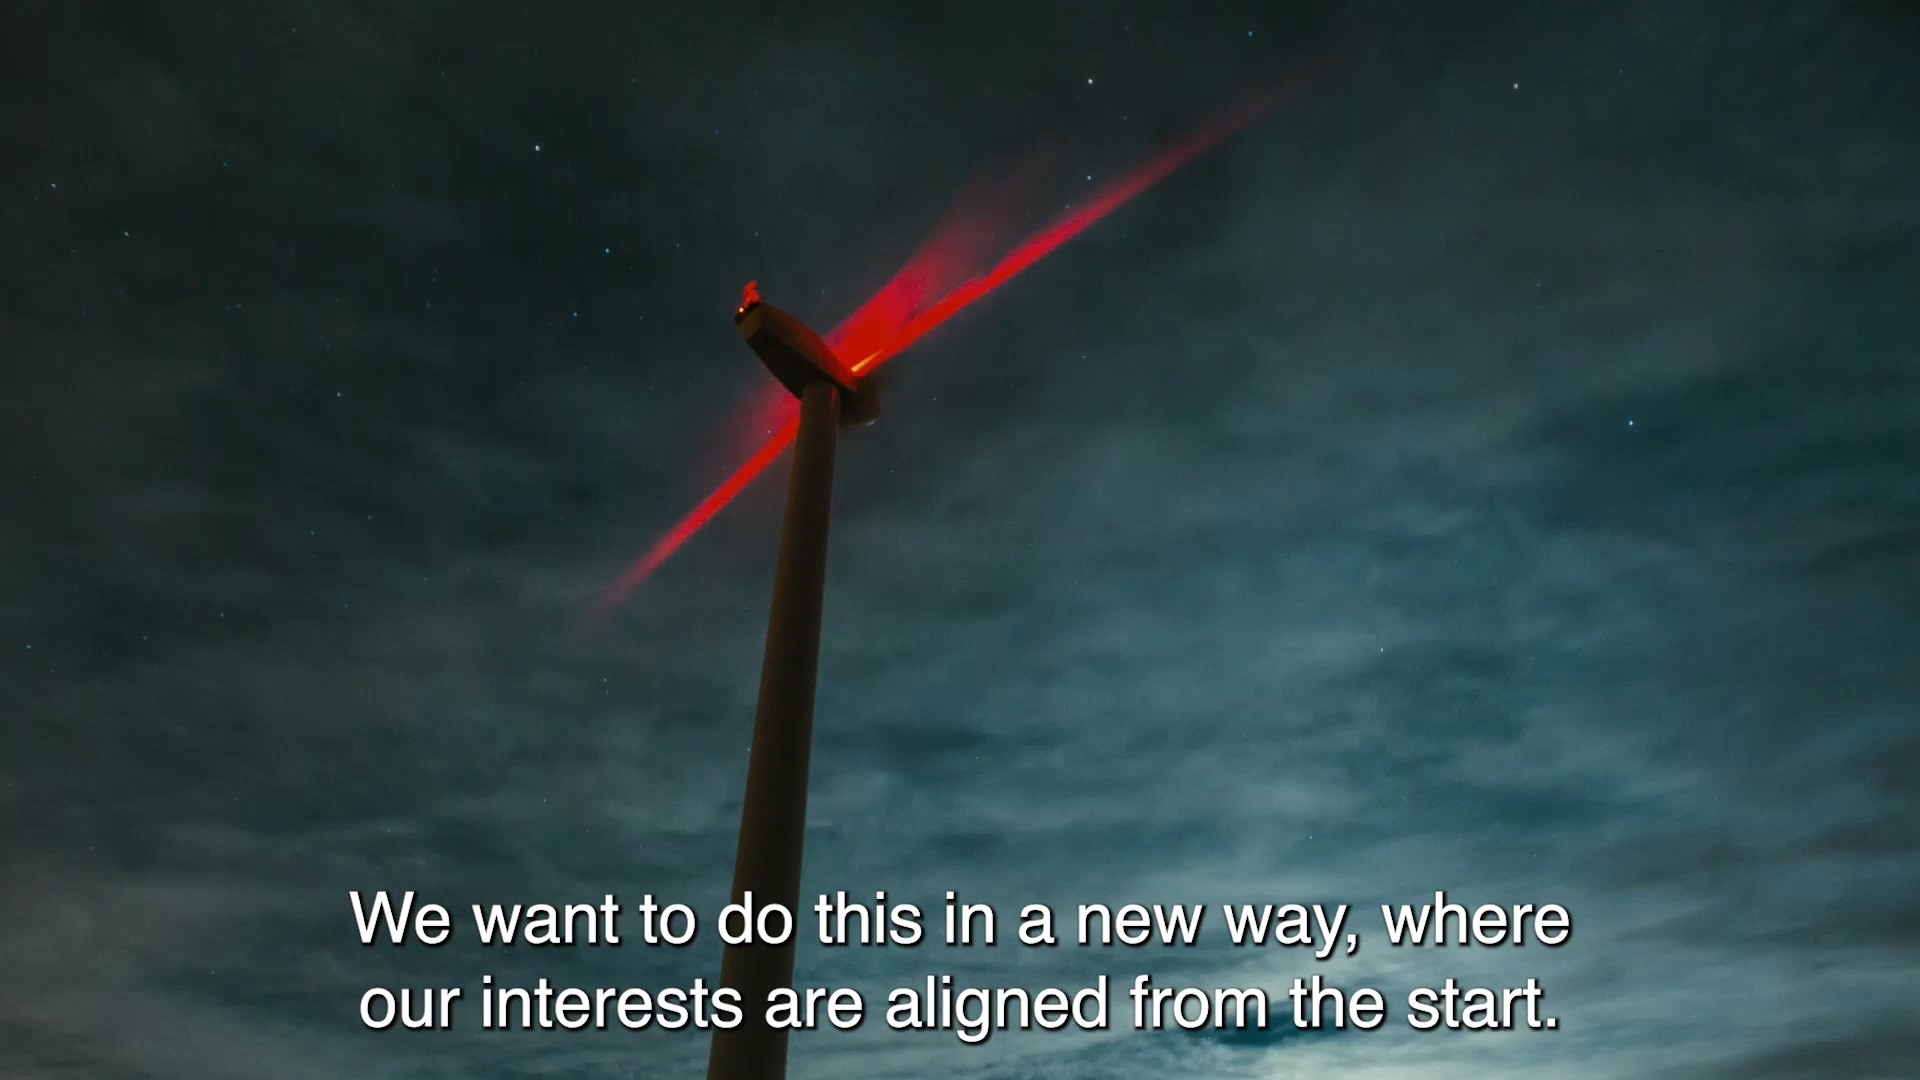 We want to do this in a new way, where
our interests are aligned from the start.